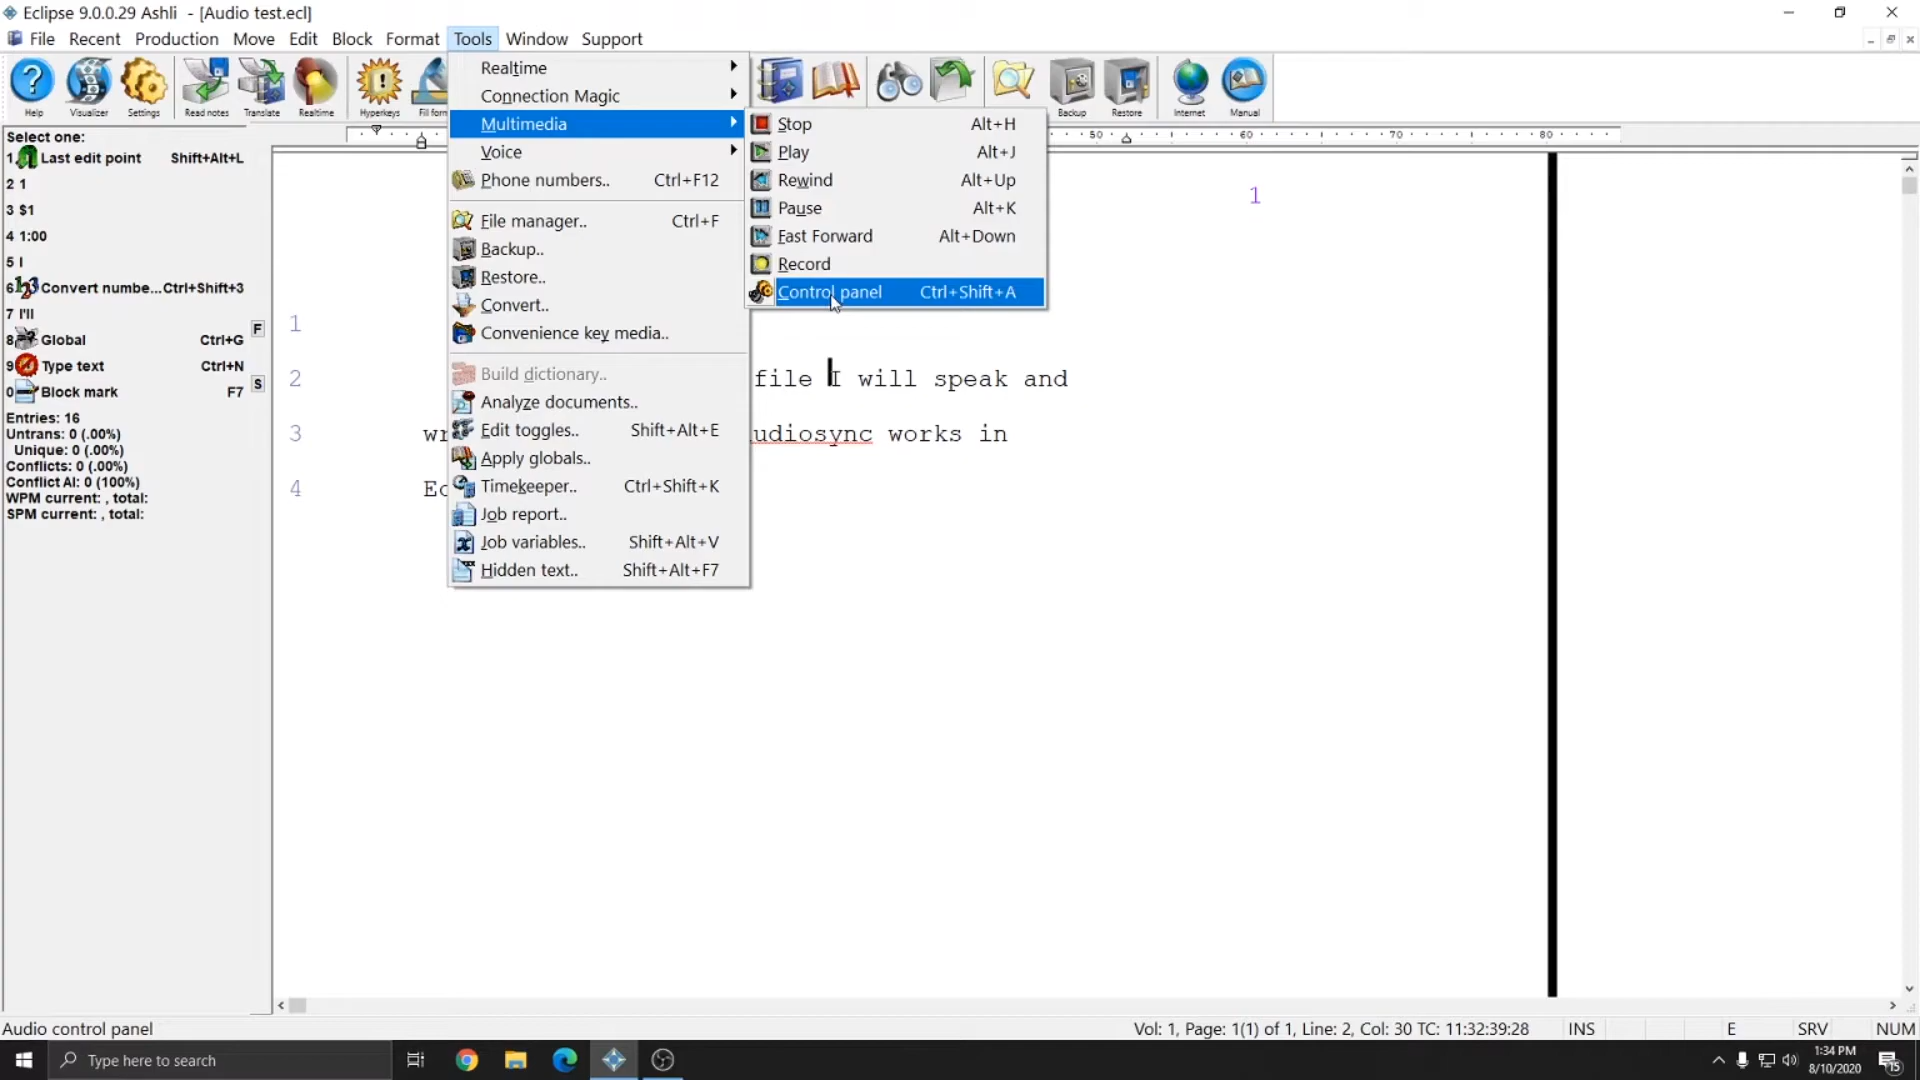 Eclipse 9.0.0.29 Ashli - [Audio test.ecl]
File Recent Production Move Edit Block Format Tools Window Support
Help Visualizer Settings Read notes Translate Realtime Hyperkeys Fill form Backup Restore Internet Manual
Realtime
Connection Magic
Multimedia
Voice
Phone numbers.. Ctrl+F12
File manager.. Ctrl+F
Backup..
Restore..
Convert..
Convenience key media..
Build dictionary..
Analyze documents..
Edit toggles.. Shift+Alt+E
Apply globals..
Timekeeper.. Ctrl+Shift+K
Job report..
Job variables.. Shift+Alt+V
Hidden text.. Shift+Alt+F7
Stop Alt+H
Play Alt+J
Rewind Alt+Up
Pause Alt+K
Fast Forward Alt+Down
Record
Control panel Ctrl+Shift+A
Select one:
1 Last edit point Shift+Alt+L
2 1
3 $1
4 1:00
5 I
6 Convert numbe...Ctrl+Shift+3
7 I'll
8 Global Ctrl+G
9 Type text Ctrl+N
0 Block mark F7
F
S
Entries: 16
Untrans: 0 (.00%)
Unique: 0 (.00%)
Conflicts: 0 (.00%)
Conflict AI: 0 (100%)
WPM current: , total:
SPM current: , total:
50 60 70 80
1
1
2 file I will speak and
3 wr udiosync works in
4 Ec
Audio control panel
Vol: 1, Page: 1(1) of 1, Line: 2, Col: 30 TC: 11:32:39:28 INS E SRV NUM
Type here to search
1:34 PM
8/10/2020
15